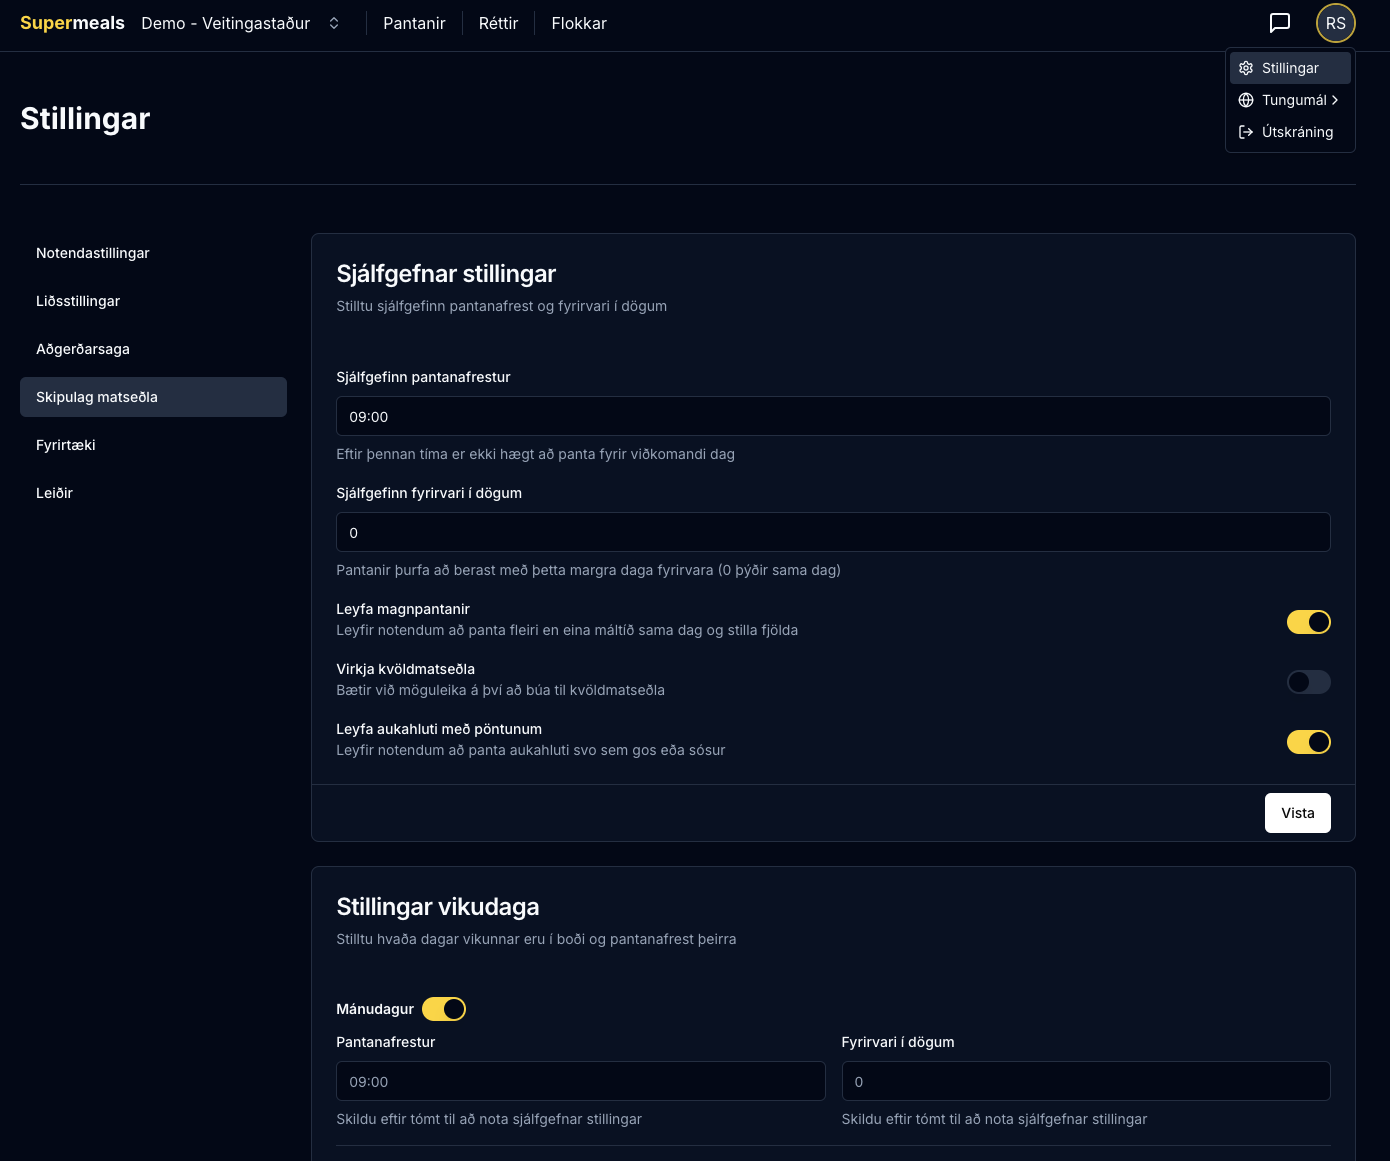 Supermeals Demo - Veitingastaður Pantanir Réttir Flokkar RS
Stillingar
Tungumál
Útskráning
Stillingar
Notendastillingar
Liðsstillingar
Aðgerðarsaga
Skipulag matseðla
Fyrirtæki
Leiðir
Sjálfgefnar stillingar
Stilltu sjálfgefinn pantanafrest og fyrirvari í dögum
Sjálfgefinn pantanafrestur
09:00
Eftir þennan tíma er ekki hægt að panta fyrir viðkomandi dag
Sjálfgefinn fyrirvari í dögum
0
Pantanir þurfa að berast með þetta margra daga fyrirvara (0 þýðir sama dag)
Leyfa magnpantanir
Leyfir notendum að panta fleiri en eina máltíð sama dag og stilla fjölda
Virkja kvöldmatseðla
Bætir við möguleika á því að búa til kvöldmatseðla
Leyfa aukahluti með pöntunum
Leyfir notendum að panta aukahluti svo sem gos eða sósur
Vista
Stillingar vikudaga
Stilltu hvaða dagar vikunnar eru í boði og pantanafrest þeirra
Mánudagur
Pantanafrestur Fyrirvari í dögum
09:00 0
Skildu eftir tómt til að nota sjálfgefnar stillingar Skildu eftir tómt til að nota sjálfgefnar stillingar